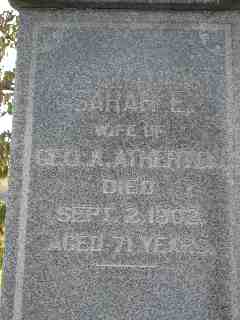 SARAH E.
WIFE OF
GEO. A. ATHERTON
DIED
SEPT. 2, 1902.
AGED 71 YEARS.